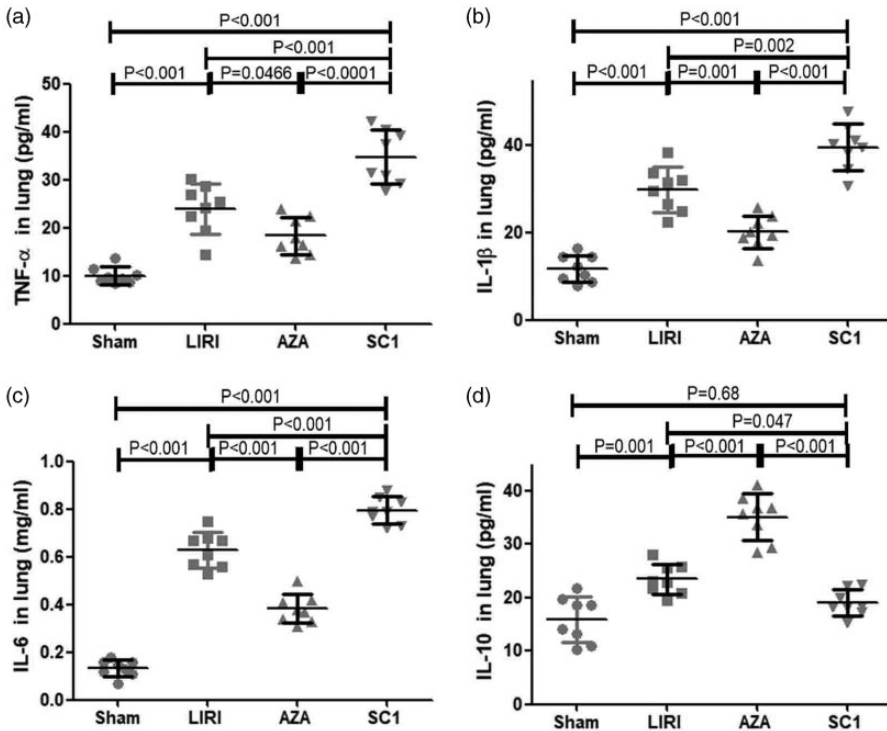 (a)
P<0.001
P<0.001
P<0.001 P=0.0466 P<0.0001
TNF-α in lung (pg/ml)
50
40
30
20
10
0
Sham LIRI AZA SC1
(b)
P<0.001
P=0.002
P<0.001 P=0.001 P<0.001
IL-1β in lung (pg/ml)
40
20
0
Sham LIRI AZA SC1
(c)
P<0.001
P<0.001
P<0.001 P<0.001 P<0.001
IL-6 in lung (mg/ml)
1.0
0.8
0.6
0.4
0.2
0.0
Sham LIRI AZA SC1
(d)
P=0.68
P=0.047
P=0.001 P<0.001 P<0.001
IL-10 in lung (pg/ml)
40
30
20
10
0
Sham LIRI AZA SC1